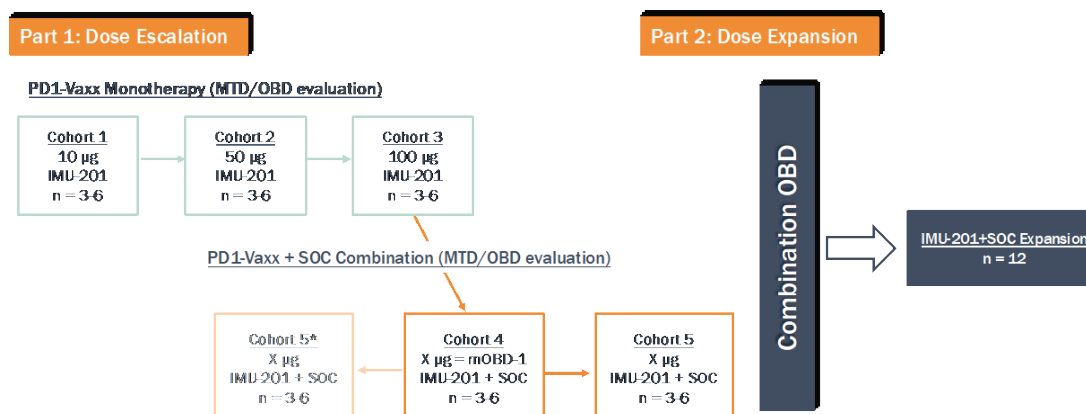 Part 1: Dose Escalation
Part 2: Dose Expansion
PD1-Vaxx Monotherapy (MTD/OBD evaluation)
Cohort 1
10 µg
IMU-201
n = 3-6
Cohort 2
50 µg
IMU-201
n = 3-6
Cohort 3
100 µg
IMU-201
n = 3-6
PD1-Vaxx + SOC Combination (MTD/OBD evaluation)
Cohort 5*
X µg
IMU-201 + SOC
n = 3-6
Cohort 4
X µg = mOBD-1
IMU-201 + SOC
n = 3-6
Cohort 5
X µg
IMU-201 + SOC
n = 3-6
Combination OBD
IMU-201+SOC Expansion
n = 12